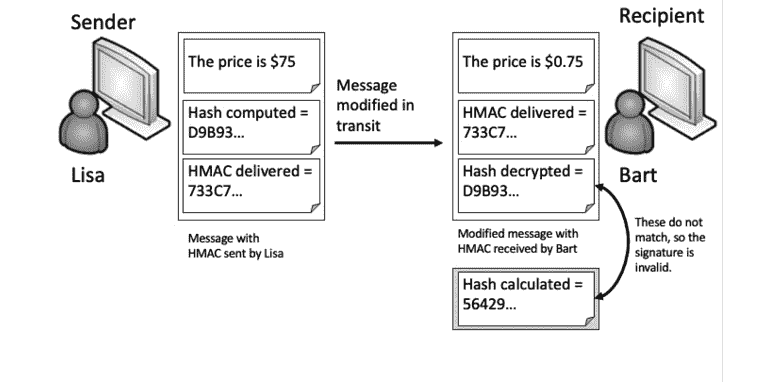 Sender
Recipient
The price is $75
Hash computed =
D9B93...
HMAC delivered =
733C7...
Lisa
Message with
HMAC sent by Lisa
Message
modified in
transit
The price is $0.75
HMAC delivered =
733C7...
Hash decrypted =
D9B93...
Bart
Modified message with
HMAC received by Bart
These do not
match, so the
signature is
invalid.
Hash calculated =
56429...